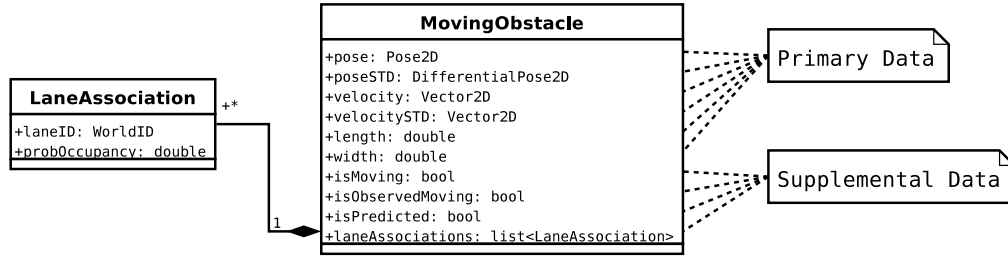 MovingObstacle
+pose: Pose2D
+poseSTD: DifferentialPose2D
+velocity: Vector2D
+velocitySTD: Vector2D
+length: double
+width: double
+isMoving: bool
+isObservedMoving: bool
+isPredicted: bool
+laneAssociations: list<LaneAssociation>
LaneAssociation
+laneID: WorldID
+probOccupancy: double
+*
1
Primary Data
Supplemental Data